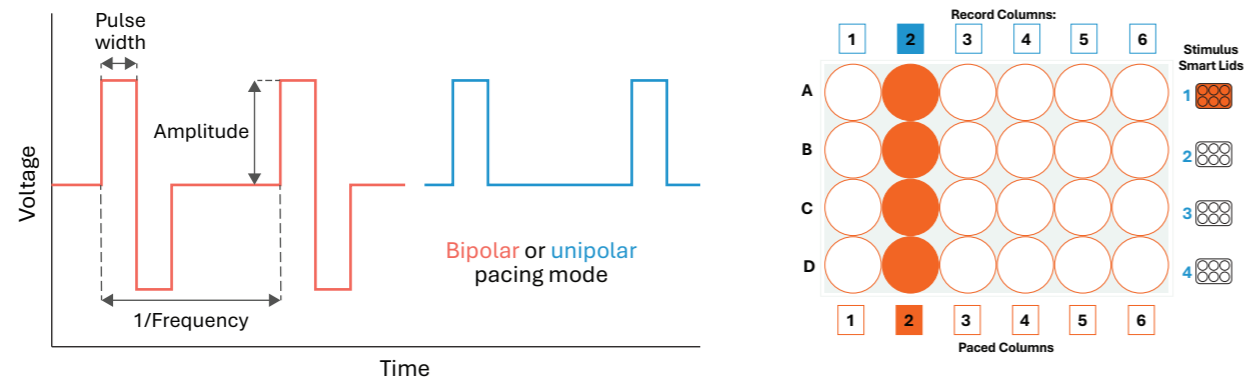 Pulse
width
Amplitude
Voltage
Bipolar or unipolar
pacing mode
1/Frequency
Time
Record Columns:
1 2 3 4 5 6
Stimulus
Smart Lids
A
B
C
D
1
2
3
4
1 2 3 4 5 6
Paced Columns